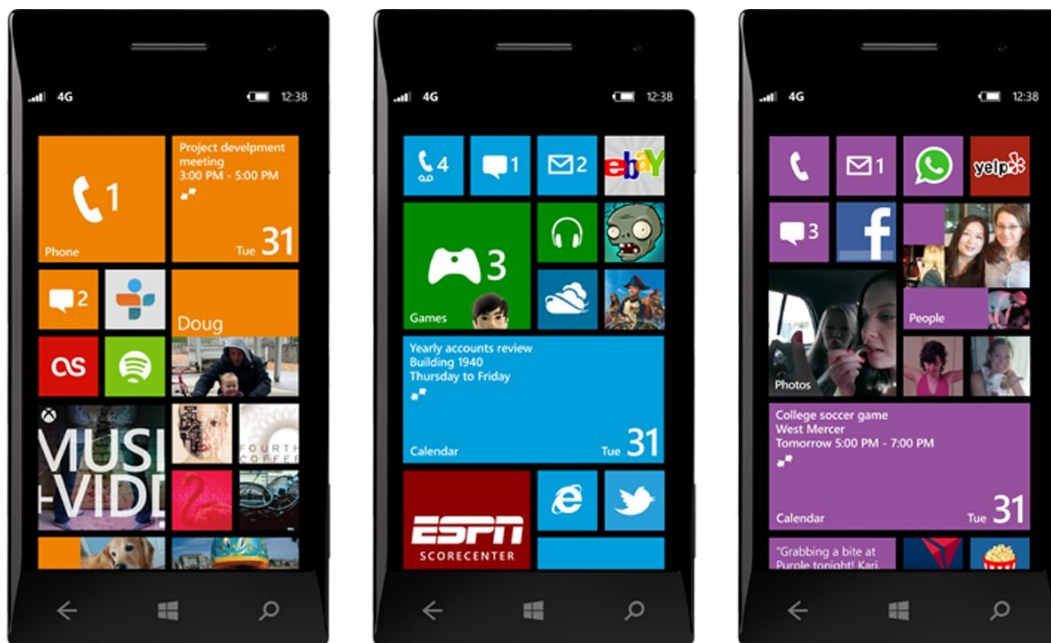 4G
12:38
1
Phone
Project develpment
meeting
3:00 PM - 5:00 PM
Tue 31
2
Doug
MUSI
+VIDE
FOURTH
COFFEE
4G
12:38
4
1
2
ebaY
3
Games
Yearly accounts review
Building 1940
Thursday to Friday
Calendar
Tue 31
ESPN
SCORECENTER
4G
12:38
1
yelp
3
f
People
Photos
College soccer game
West Mercer
Tomorrow 5:00 PM - 7:00 PM
Calendar
Tue 31
"Grabbing a bite at
Purple tonight! Kari,